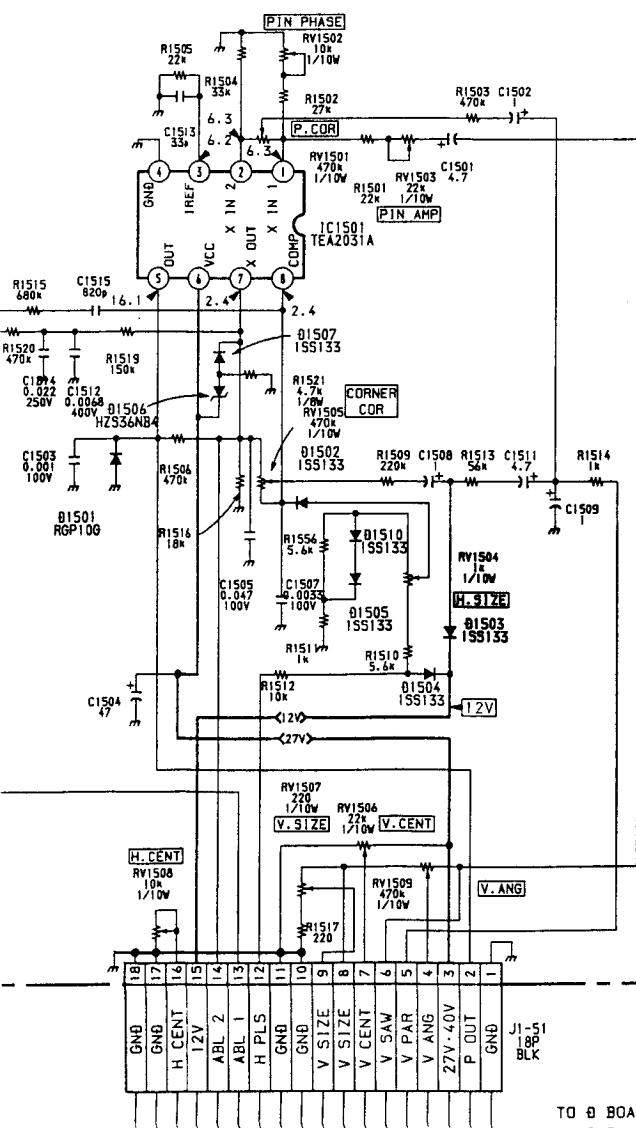 PIN PHASE
RV1502
10k
1/10W
R1505
22k
R1504
33k
R1502
27k
R1503
470k
C1502
1
C1513
33p
6.3
6.2
6.3
P.COR
RV1501
470k
1/10W
R1501
22k
RV1503
22k
1/10W
C1501
4.7
PIN AMP
4
3
2
1
GND
IREF
X IN 2
X IN 1
IC1501
TEA2031A
OUT
VCC
X OUT
COMP
5
6
7
8
R1515
680k
C1515
820p
16.1
2.4
2.4
R1520
470k
R1519
150k
D1507
1SS133
C1514
0.022
250V
C1512
0.0068
400V
D1506
HZS36NB4
R1521
4.7k
1/8W
RV1505
470k
1/10W
CORNER
COR
C1503
0.001
100V
D1501
RGP10G
R1506
470k
D1502
1SS133
R1509
220k
C1508
1
R1513
56k
C1511
4.7
R1514
1k
C1509
1
R1516
18k
R1556
5.6k
D1510
1SS133
RV1504
1k
1/10W
H.SIZE
C1505
0.047
100V
C1507
0.0033
100V
D1505
1SS133
D1503
1SS133
R1511
1k
R1510
5.6k
R1512
10k
D1504
1SS133
C1504
47
12V
12V
27V
RV1507
220
1/10W
V.SIZE
RV1506
22k
1/10W
V.CENT
H.CENT
RV1508
10k
1/10W
RV1509
470k
1/10W
V.ANG
R1517
220
18
17
16
15
14
13
12
11
10
9
8
7
6
5
4
3
2
1
GND
GND
H CENT
12V
ABL 2
ABL 1
H PLS
GND
GND
V SIZE
V SIZE
V CENT
V SAW
V PAR
V ANG
27V·40V
P OUT
GND
J1-51
18P
BLK
TO D BOA